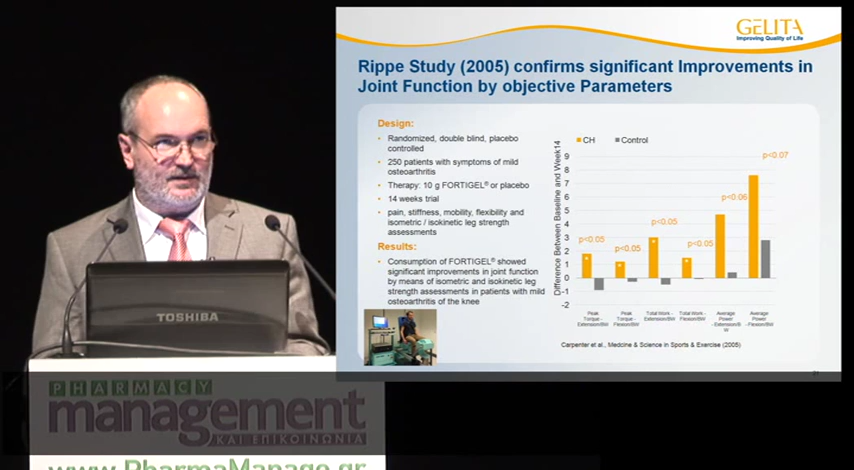 GELITA
Improving Quality of Life
Rippe Study (2005) confirms significant Improvements in
Joint Function by objective Parameters
Design:
• Randomized, double blind, placebo
controlled
• 250 patients with symptoms of mild
osteoarthritis
• Therapy: 10 g FORTIGEL® or placebo
• 14 weeks trial
• pain, stiffness, mobility, flexibility and
isometric / isokinetic leg strength
assessments
Results:
• Consumption of FORTIGEL® showed
significant improvements in joint function
by means of isometric and isokinetic leg
strength assessments in patients with mild
osteoarthritis of the knee
CH Control
Difference Between Baseline and Week14
9
8
7
6
5
4
3
2
1
0
-1
-2
p<0.05
p<0.05
p<0.05
p<0.05
p<0.06
p<0.07
Peak
Torque -
Extension/BW
Peak
Torque -
Flexion/BW
Total Work -
Extension/BW
Total Work -
Flexion/BW
Average
Power
- Extension/B
W
Average
Power -
Flexion/BW
Carpenter et al., Medicine & Science in Sports & Exercise (2005)
TOSHIBA
PHARMACY
management
ΚΑΙ ΕΠΙΚΟΙΝΩΝΙΑ
www.PharmaManage.gr